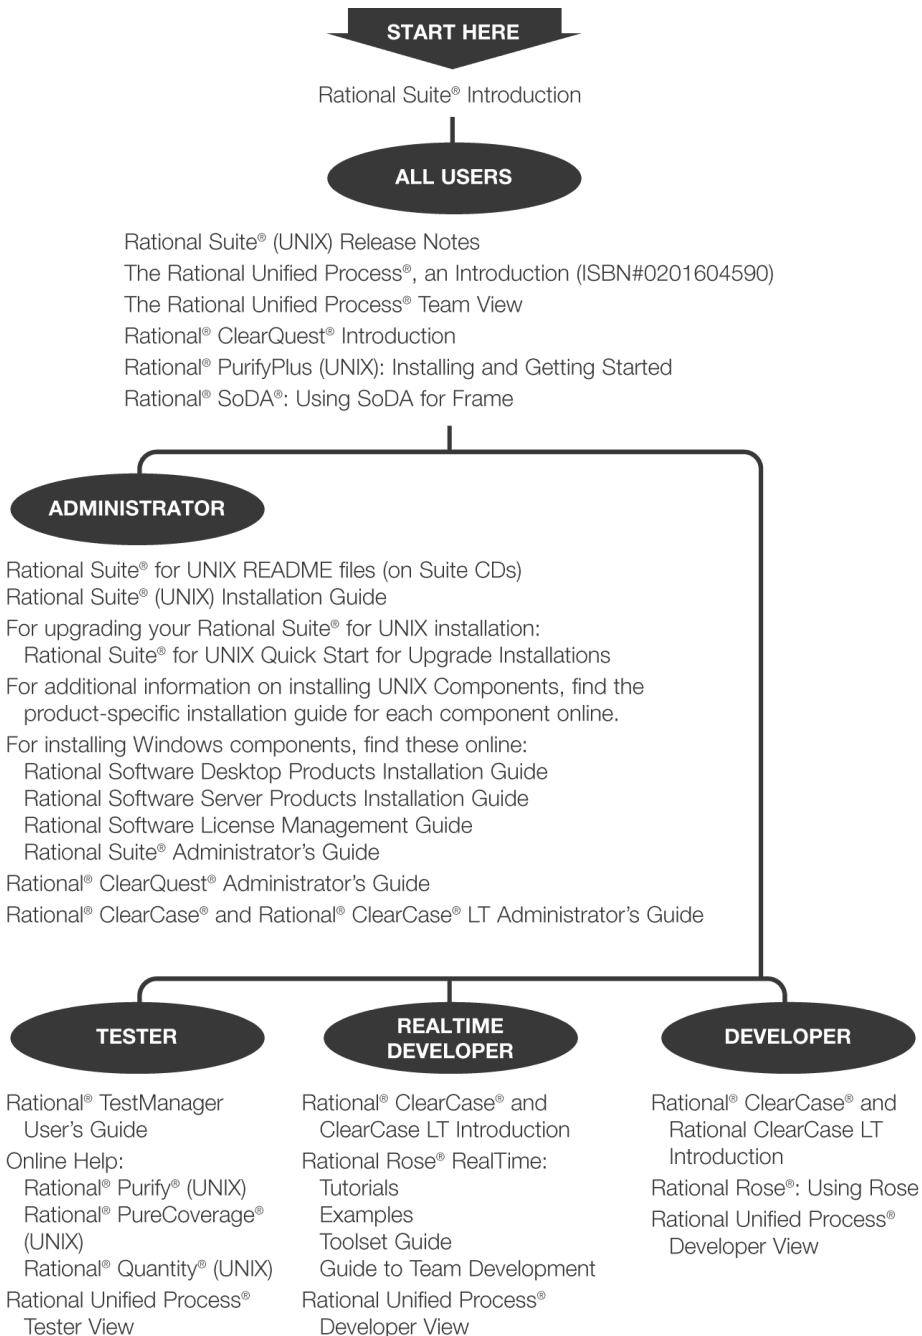 START HERE
Rational Suite® Introduction
ALL USERS
Rational Suite® (UNIX) Release Notes
The Rational Unified Process®, an Introduction (ISBN#0201604590)
The Rational Unified Process® Team View
Rational® ClearQuest® Introduction
Rational® PurifyPlus (UNIX): Installing and Getting Started
Rational® SoDA®: Using SoDA for Frame
ADMINISTRATOR
Rational Suite® for UNIX README files (on Suite CDs)
Rational Suite® (UNIX) Installation Guide
For upgrading your Rational Suite® for UNIX installation:
Rational Suite® for UNIX Quick Start for Upgrade Installations
For additional information on installing UNIX Components, find the
product-specific installation guide for each component online.
For installing Windows components, find these online:
Rational Software Desktop Products Installation Guide
Rational Software Server Products Installation Guide
Rational Software License Management Guide
Rational Suite® Administrator's Guide
Rational® ClearQuest® Administrator's Guide
Rational® ClearCase® and Rational® ClearCase® LT Administrator's Guide
TESTER
Rational® TestManager
User's Guide
Online Help:
Rational® Purify® (UNIX)
Rational® PureCoverage®
(UNIX)
Rational® Quantity® (UNIX)
Rational Unified Process®
Tester View
REALTIME
DEVELOPER
Rational® ClearCase® and
ClearCase LT Introduction
Rational Rose® RealTime:
Tutorials
Examples
Toolset Guide
Guide to Team Development
Rational Unified Process®
Developer View
DEVELOPER
Rational® ClearCase® and
Rational ClearCase LT
Introduction
Rational Rose®: Using Rose
Rational Unified Process®
Developer View